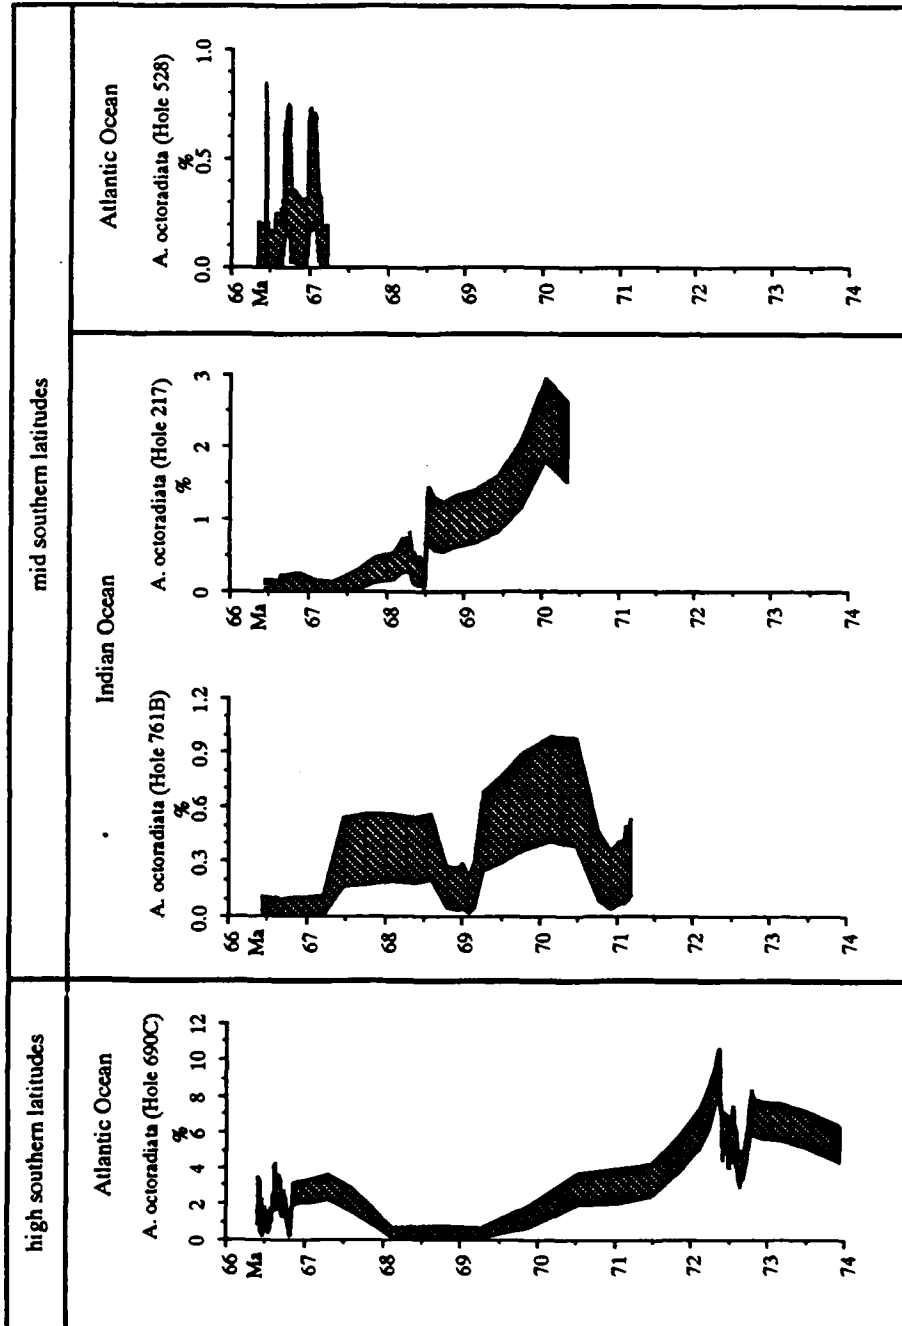 high southern latitudes
mid southern latitudes
Atlantic Ocean
Indian Ocean
Atlantic Ocean
A. octoradiata (Hole 690C)
%
0 2 4 6 8 10 12
66
Ma
67
68
69
70
71
72
73
74
A. octoradiata (Hole 761B)
%
0.0 0.3 0.6 0.9 1.2
66
Ma
67
68
69
70
71
72
73
74
A. octoradiata (Hole 217)
%
0 1 2 3
66
Ma
67
68
69
70
71
72
73
74
A. octoradiata (Hole 528)
%
0.0 0.5 1.0
66
Ma
67
68
69
70
71
72
73
74